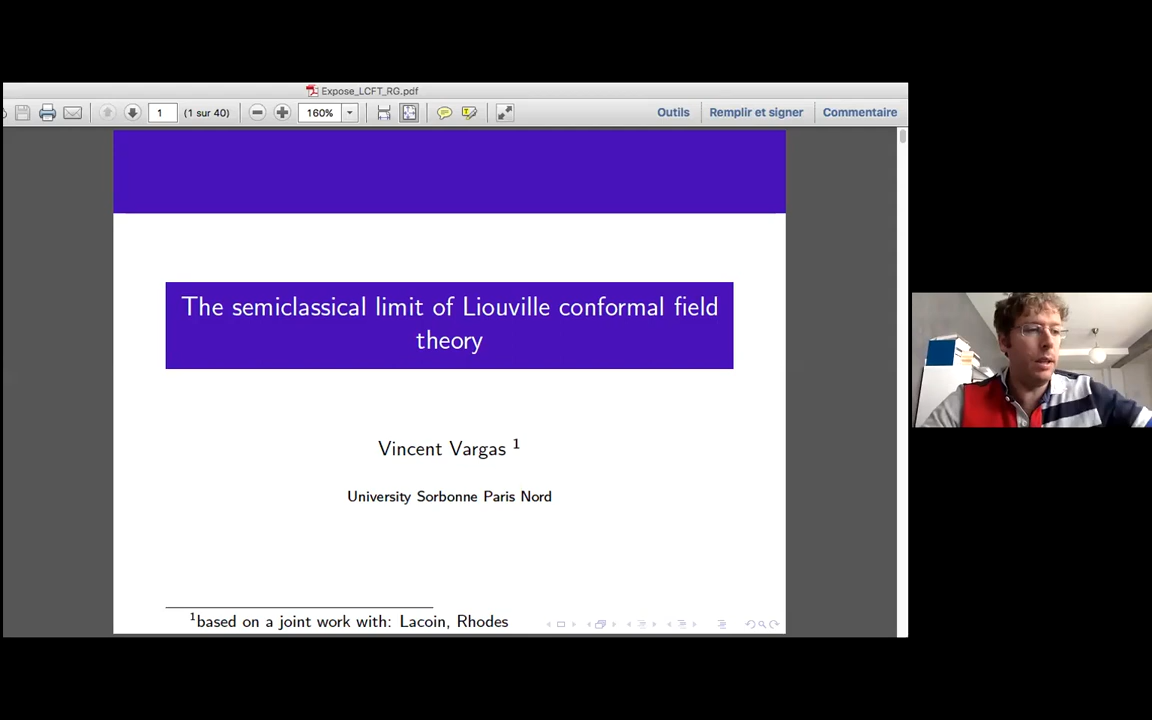 Expose_LCFT_RG.pdf
1 (1 sur 40) 160% Outils Remplir et signer Commentaire
The semiclassical limit of Liouville conformal field
theory
Vincent Vargas 1
University Sorbonne Paris Nord
1based on a joint work with: Lacoin, Rhodes